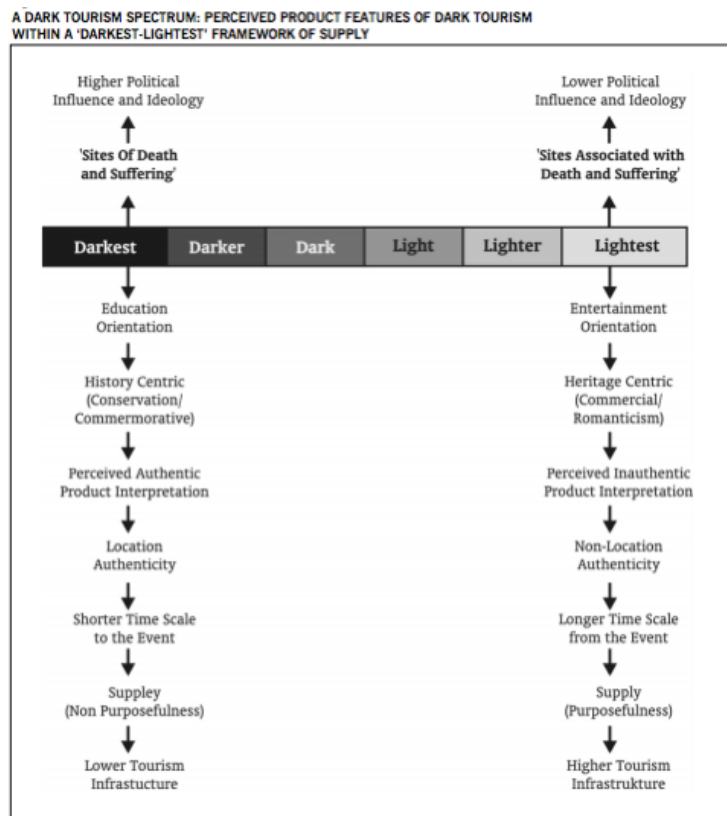 A DARK TOURISM SPECTRUM: PERCEIVED PRODUCT FEATURES OF DARK TOURISM
WITHIN A ‘DARKEST-LIGHTEST’ FRAMEWORK OF SUPPLY
Higher Political
Influence and Ideology
'Sites Of Death
and Suffering'
Lower Political
Influence and Ideology
'Sites Associated with
Death and Suffering'
Darkest
Darker
Dark
Light
Lighter
Lightest
Education
Orientation
History Centric
(Conservation/
Commermorative)
Perceived Authentic
Product Interpretation
Location
Authenticity
Shorter Time Scale
to the Event
Suppley
(Non Purposefulness)
Lower Tourism
Infrastucture
Entertainment
Orientation
Heritage Centric
(Commercial/
Romanticism)
Perceived Inauthentic
Product Interpretation
Non-Location
Authenticity
Longer Time Scale
from the Event
Supply
(Purposefulness)
Higher Tourism
Infrastrukture